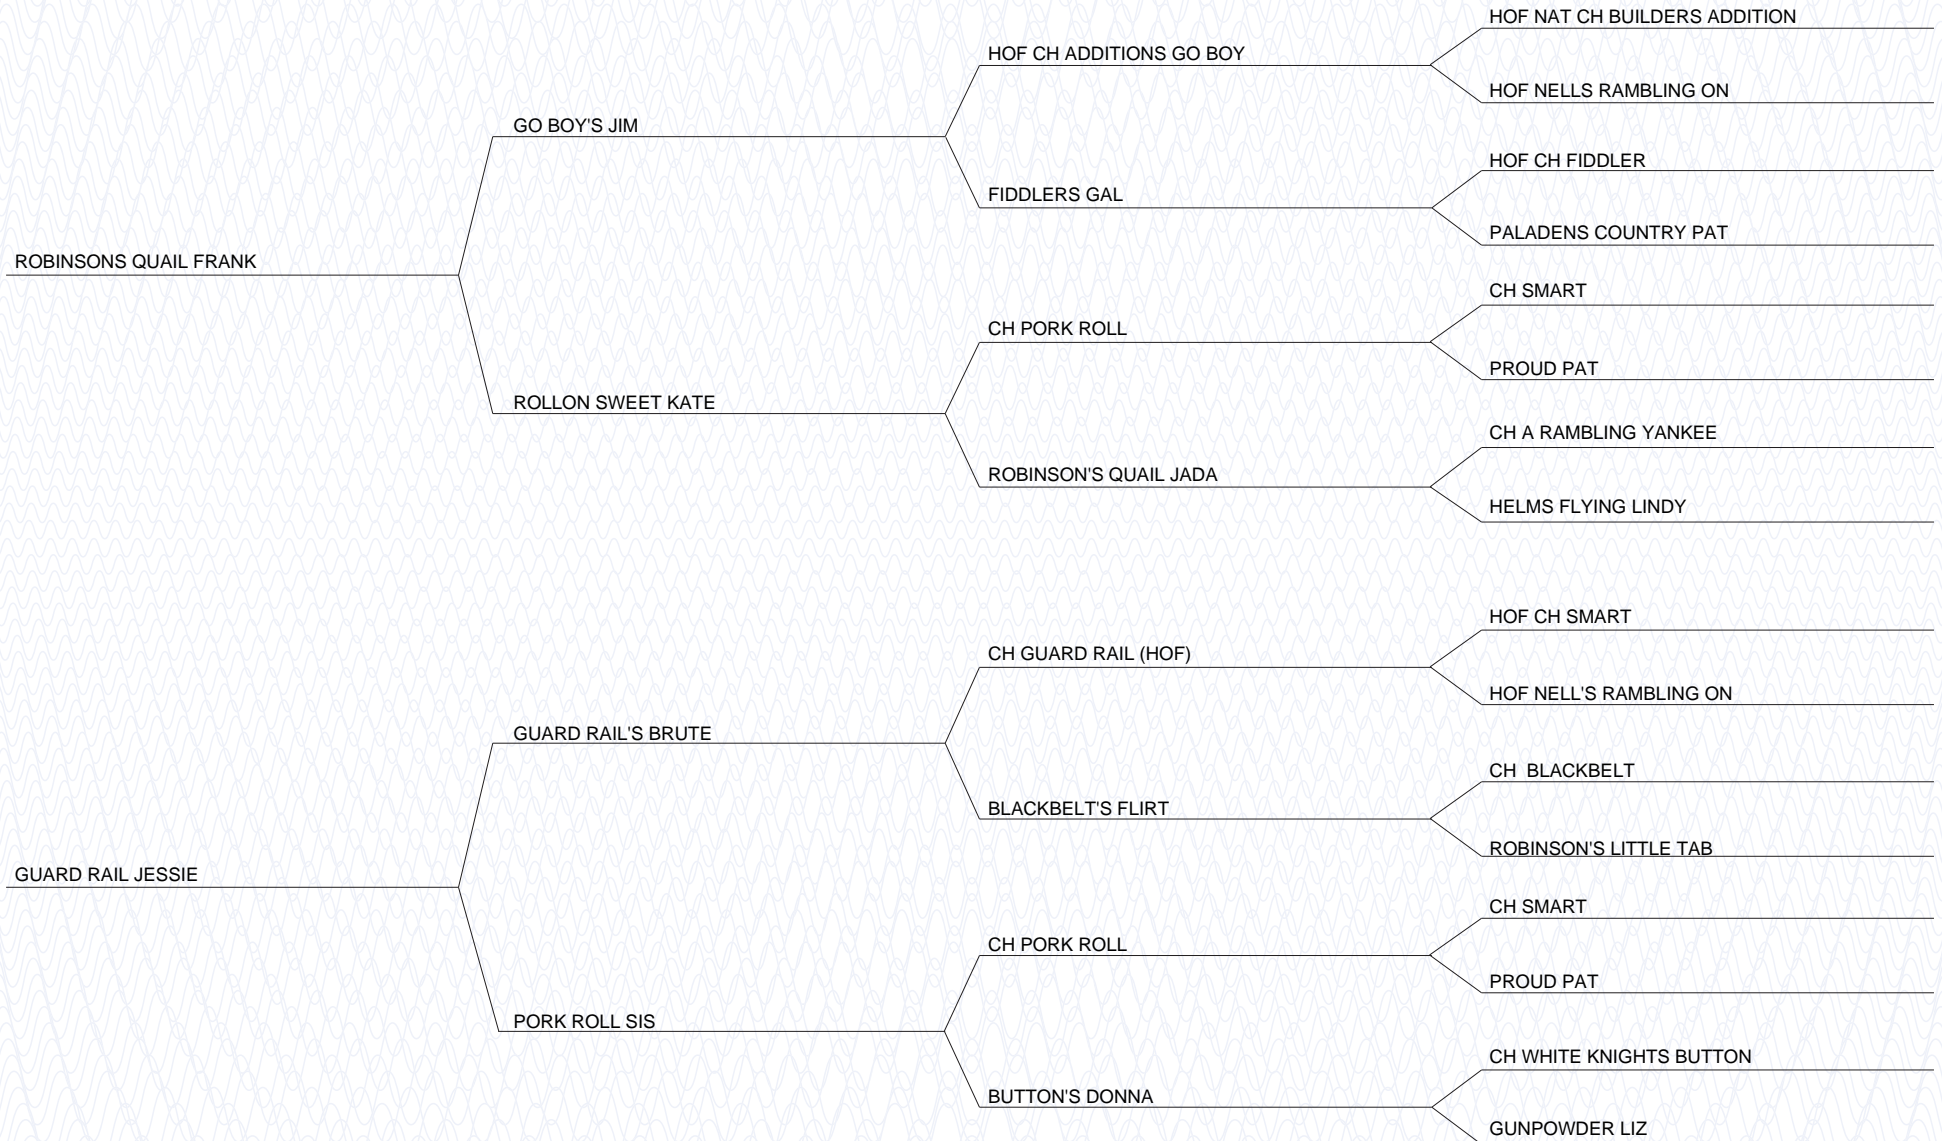 HOF NAT CH BUILDERS ADDITION
HOF CH ADDITIONS GO BOY
HOF NELLS RAMBLING ON
GO BOY'S JIM
HOF CH FIDDLER
FIDDLERS GAL
PALADENS COUNTRY PAT
ROBINSONS QUAIL FRANK
CH SMART
CH PORK ROLL
PROUD PAT
ROLLON SWEET KATE
CH A RAMBLING YANKEE
ROBINSON'S QUAIL JADA
HELMS FLYING LINDY
HOF CH SMART
CH GUARD RAIL (HOF)
HOF NELL'S RAMBLING ON
GUARD RAIL'S BRUTE
CH  BLACKBELT
BLACKBELT'S FLIRT
ROBINSON'S LITTLE TAB
GUARD RAIL JESSIE
CH SMART
CH PORK ROLL
PROUD PAT
PORK ROLL SIS
CH WHITE KNIGHTS BUTTON
BUTTON'S DONNA
GUNPOWDER LIZ